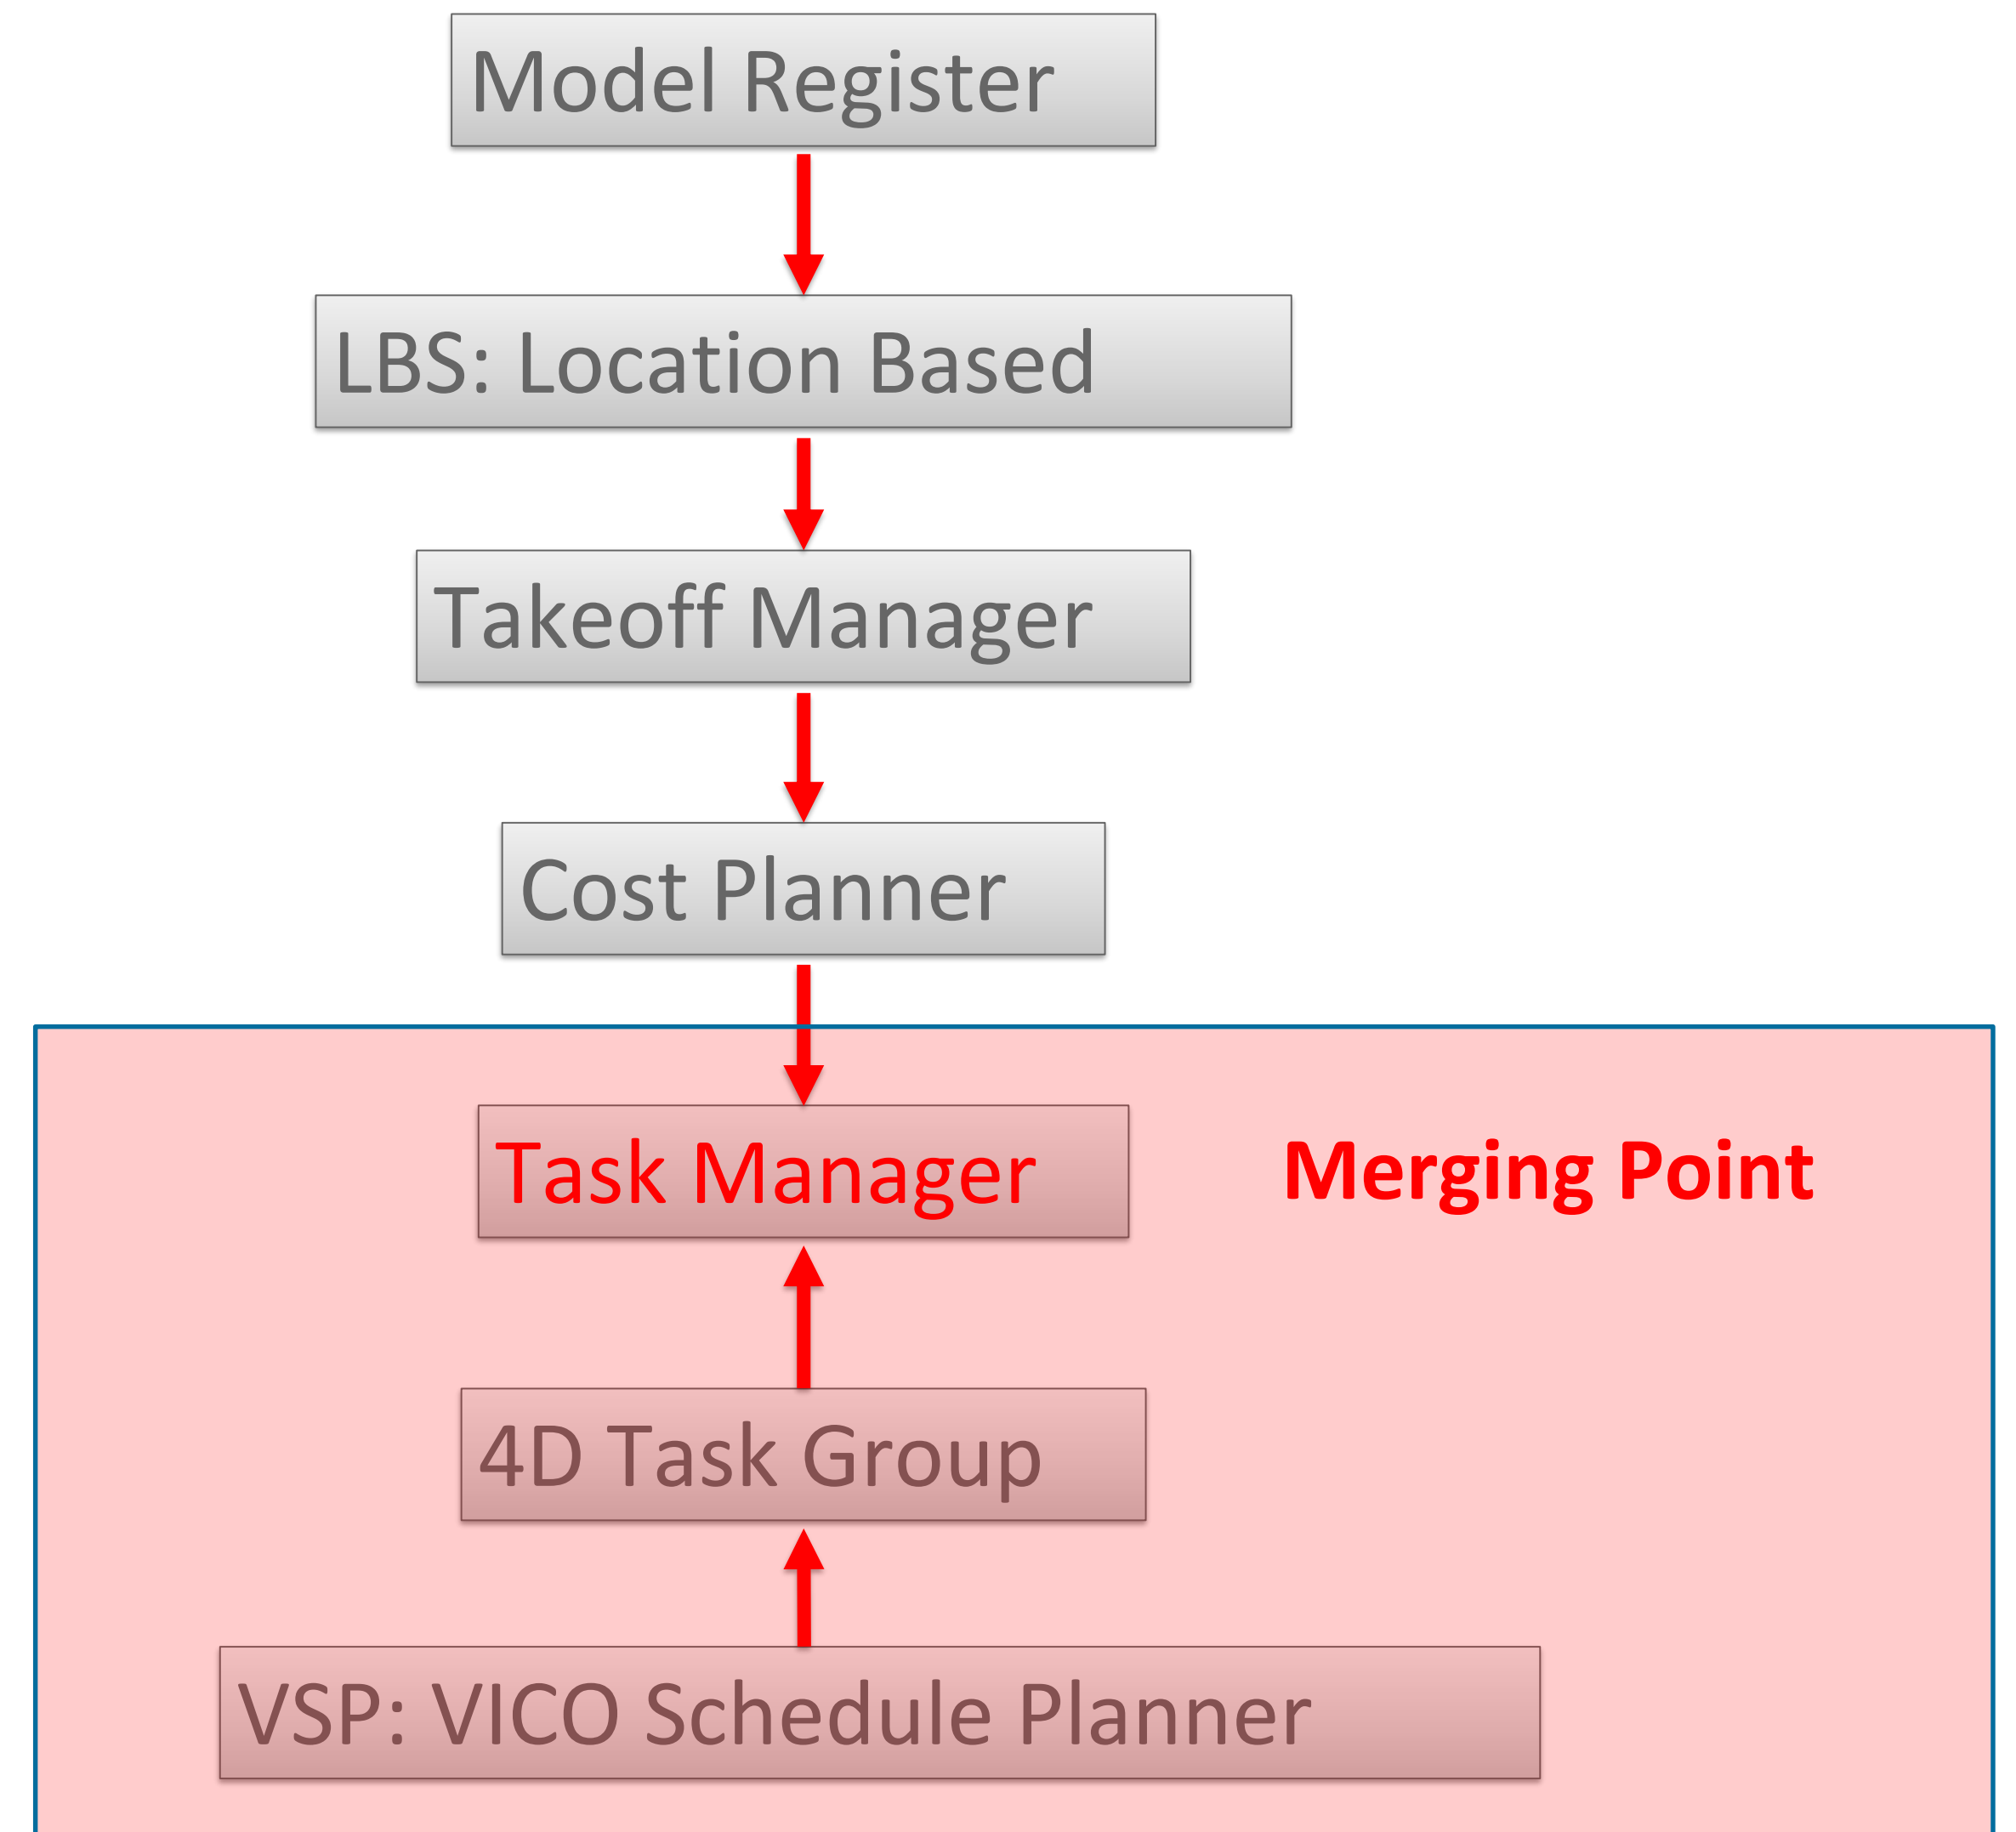 Model Register
LBS: Location Based
Takeoff Manager
Cost Planner
Task Manager
Merging Point
4D Task Group
VSP: VICO Schedule Planner